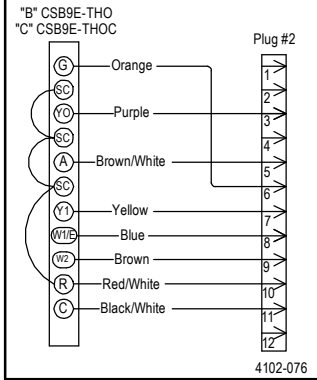 "B" CSB9E-THO
"C" CSB9E-THOC
Plug #2
G Orange 1
SC 2
YO Purple 3
SC 4
A Brown/White 5
SC 6
Y1 Yellow 7
W1/E Blue 8
W2 Brown 9
R Red/White 10
C Black/White 11
12
4102-076